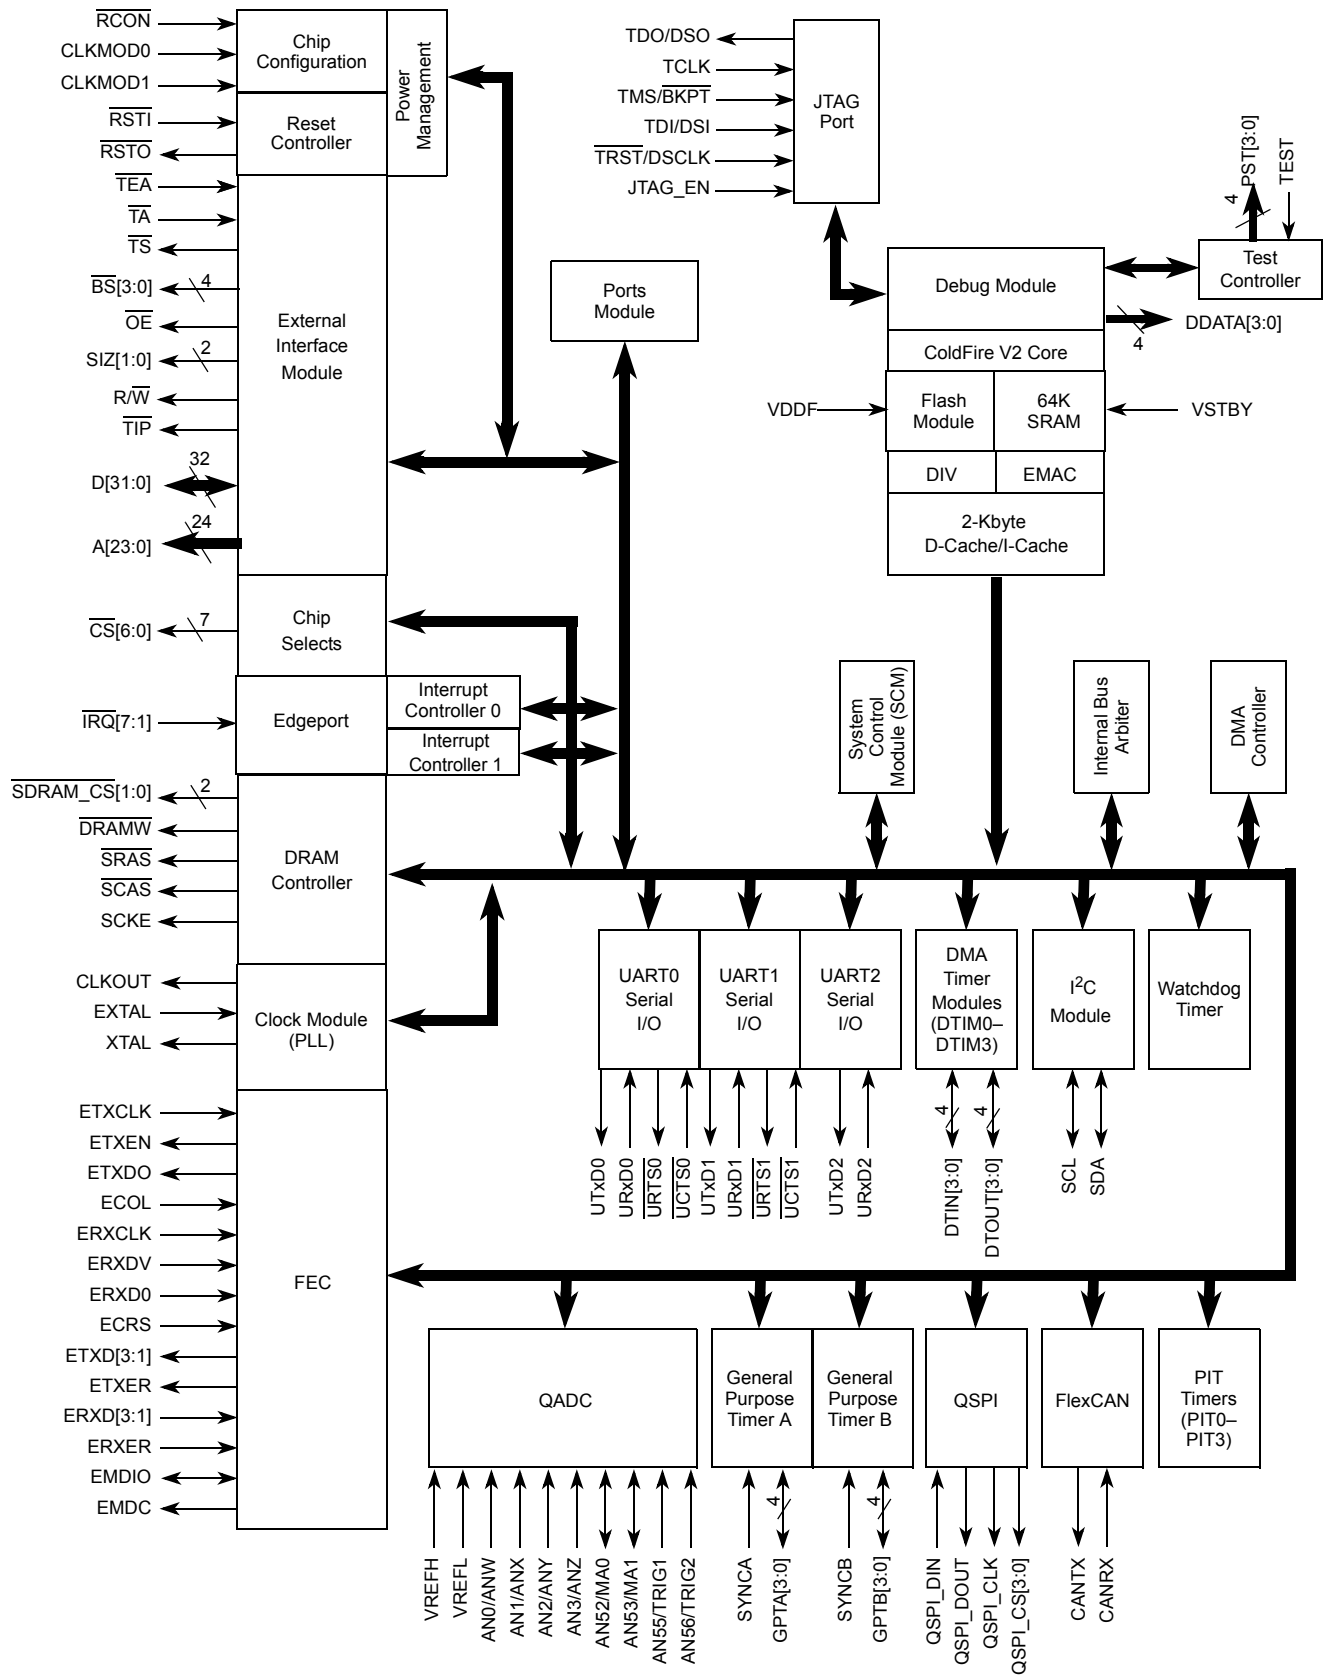 RCON
CLKMOD0
CLKMOD1
RSTI
RSTO
TEA
TA
TS
BS[3:0]
4
OE
SIZ[1:0]
2
R/W
TIP
D[31:0]
32
A[23:0]
24
CS[6:0]
7
IRQ[7:1]
SDRAM_CS[1:0]
2
DRAMW
SRAS
SCAS
SCKE
CLKOUT
EXTAL
XTAL
ETXCLK
ETXEN
ETXDO
ECOL
ERXCLK
ERXDV
ERXD0
ECRS
ETXD[3:1]
ETXER
ERXD[3:1]
ERXER
EMDIO
EMDC
Chip
Configuration
Reset
Controller
Power
Management
External
Interface
Module
Chip
Selects
Edgeport
Interrupt
Controller 0
Interrupt
Controller 1
DRAM
Controller
Clock Module
(PLL)
FEC
Ports
Module
TDO/DSO
TCLK
TMS/BKPT
TDI/DSI
TRST/DSCLK
JTAG_EN
JTAG
Port
4
PST[3:0]
TEST
Test
Controller
Debug Module
DDATA[3:0]
4
ColdFire V2 Core
VDDF
Flash
Module
64K
SRAM
VSTBY
DIV
EMAC
2-Kbyte
D-Cache/I-Cache
System
Control
Module (SCM)
Internal Bus
Arbiter
DMA
Controller
UART0
Serial
I/O
UART1
Serial
I/O
UART2
Serial
I/O
DMA
Timer
Modules
(DTIM0–
DTIM3)
I2C
Module
Watchdog
Timer
UTxD0
URxD0
URTS0
UCTS0
UTxD1
URxD1
URTS1
UCTS1
UTxD2
URxD2
4
DTIN[3:0]
4
DTOUT[3:0]
SCL
SDA
QADC
General
Purpose
Timer A
General
Purpose
Timer B
QSPI
FlexCAN
PIT
Timers
(PIT0–
PIT3)
VREFH
VREFL
AN0/ANW
AN1/ANX
AN2/ANY
AN3/ANZ
AN52/MA0
AN53/MA1
AN55/TRIG1
AN56/TRIG2
SYNCA
4
GPTA[3:0]
SYNCB
4
GPTB[3:0]
QSPI_DIN
QSPI_DOUT
QSPI_CLK
QSPI_CS[3:0]
CANTX
CANRX